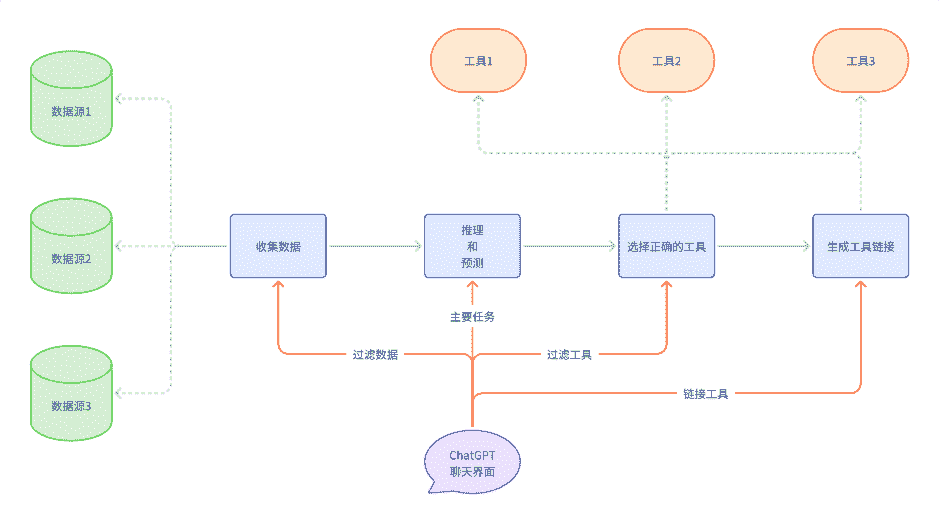 工具1
工具2
工具3
数据源1
数据源2
数据源3
收集数据
推理
和
预测
选择正确的工具
生成工具链接
主要任务
过滤数据
过滤工具
链接工具
ChatGPT
聊天界面